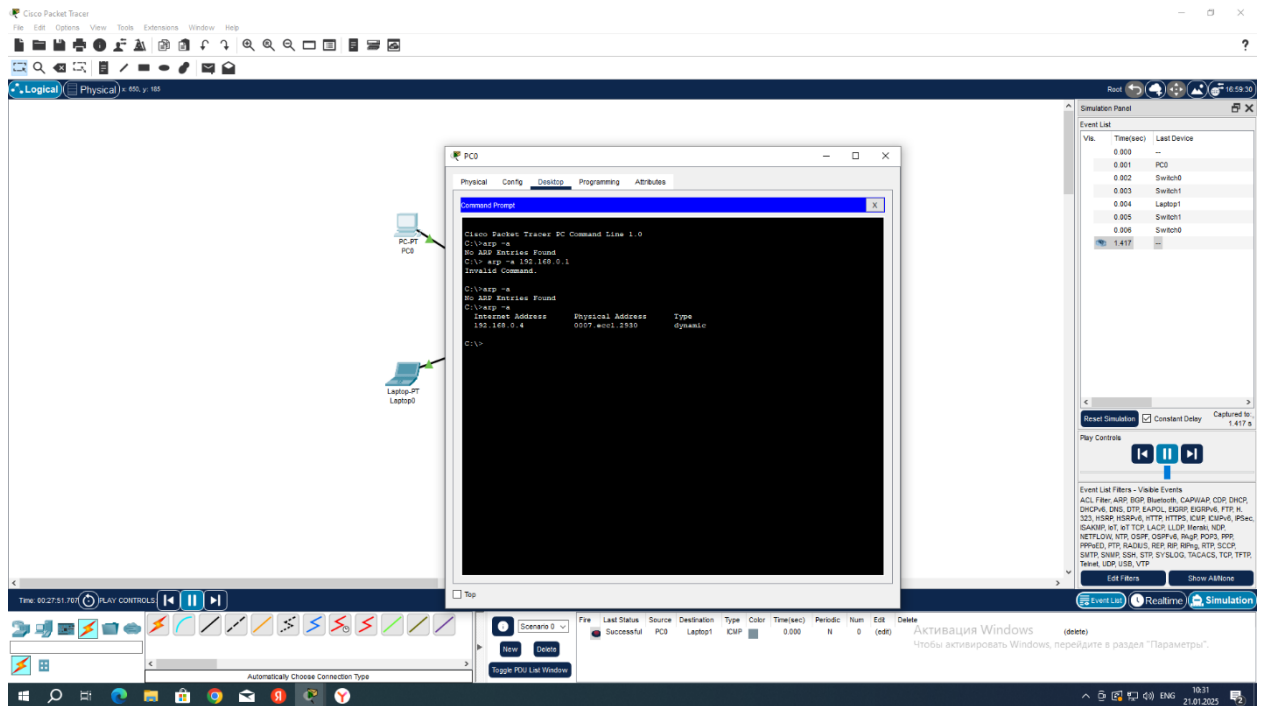 Cisco Packet Tracer
File Edit Options View Tools Extensions Window Help
?
Logical Physical x: 650, y: 165 Root 16:59:30
Simulation Panel
Event List
Vis. Time(sec) Last Device
0.000 --
0.001 PC0
0.002 Switch0
0.003 Switch1
0.004 Laptop1
0.005 Switch1
0.006 Switch0
1.417 --
Reset Simulation Constant Delay Captured to:
1.417 s
Play Controls
Event List Filters - Visible Events
ACL Filter, ARP, BGP, Bluetooth, CAPWAP, CDP, DHCP,
DHCPv6, DNS, DTP, EAPOL, EIGRP, EIGRPv6, FTP, H.
323, HSRP, HSRPv6, HTTP, HTTPS, ICMP, ICMPv6, IPSec,
ISAKMP, IoT, IoT TCP, LACP, LLDP, Meraki, NDP,
NETFLOW, NTP, OSPF, OSPFv6, PAgP, POP3, PPP,
PPPoED, PTP, RADIUS, REP, RIP, RIPng, RTP, SCCP,
SMTP, SNMP, SSH, STP, SYSLOG, TACACS, TCP, TFTP,
Telnet, UDP, USB, VTP
Edit Filters Show All/None
PC-PT
PC0
Laptop-PT
Laptop0
PC0
Physical Config Desktop Programming Attributes
Command Prompt X
Cisco Packet Tracer PC Command Line 1.0
C:\>arp -a
No ARP Entries Found
C:\> arp -a 192.168.0.1
Invalid Command.
C:\>arp -a
No ARP Entries Found
C:\>arp -a
Internet Address Physical Address Type
192.168.0.4 0007.ecc1.2930 dynamic
C:\>
Top
Time: 00:27:51.707 PLAY CONTROLS: Event List Realtime Simulation
Scenario 0 Fire Last Status Source Destination Type Color Time(sec) Periodic Num Edit Delete
Successful PC0 Laptop1 ICMP 0.000 N 0 (edit) (delete)
New Delete
Toggle PDU List Window
Automatically Choose Connection Type
Активация Windows
Чтобы активировать Windows, перейдите в раздел "Параметры".
ENG 10:31
21.01.2025 2